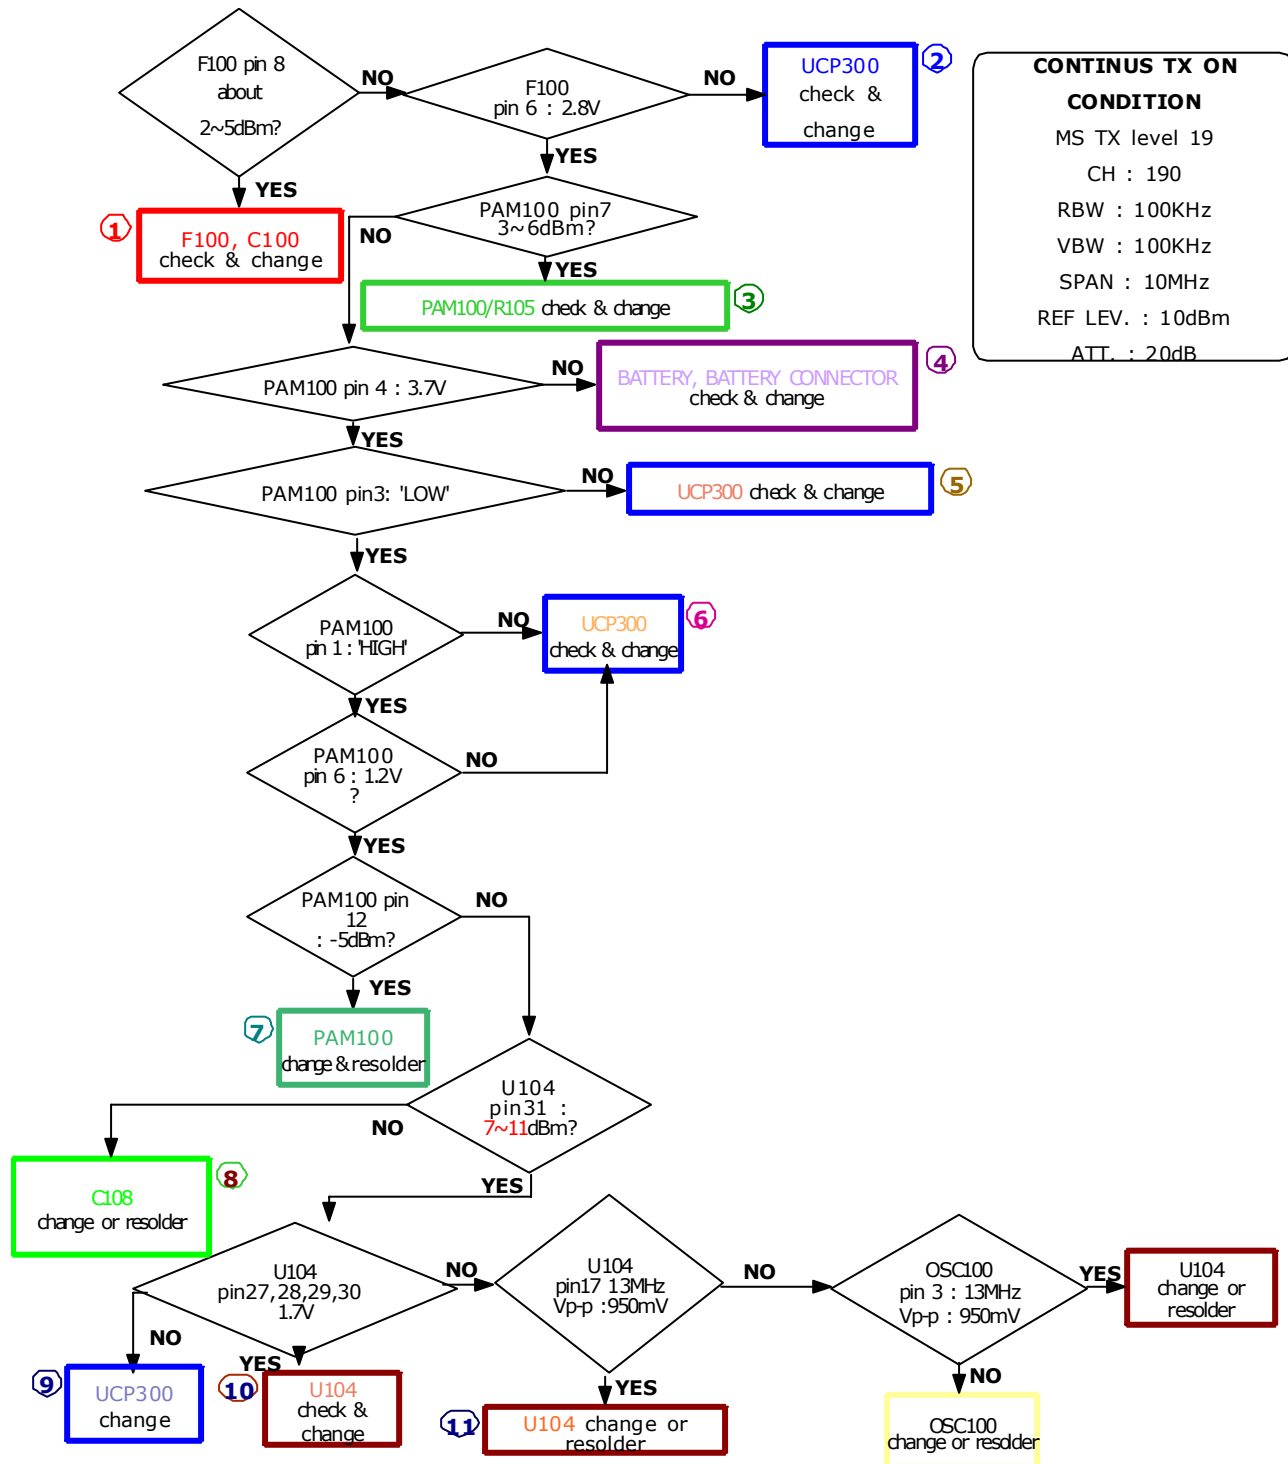 F100 pin 8
about
2~5dBm?
NO
F100
pin 6 : 2.8V
NO
UCP300
check &
change
2
CONTINUS TX ON
CONDITION
MS TX level 19
CH : 190
RBW : 100KHz
VBW : 100KHz
SPAN : 10MHz
REF LEV. : 10dBm
ATT. : 20dB
YES
YES
1
F100, C100
check & change
PAM100 pin7
3~6dBm?
NO
YES
PAM100/R105 check & change
3
PAM100 pin 4 : 3.7V
NO
BATTERY, BATTERY CONNECTOR
check & change
4
YES
PAM100 pin3: 'LOW'
NO
UCP300 check & change
5
YES
PAM100
pin 1 : 'HIGH'
NO
UCP300
check & change
6
YES
PAM100
pin 6 : 1.2V
?
NO
YES
PAM100 pin
12
: -5dBm?
NO
YES
7
PAM100
change & resolder
U104
pin31 :
7~11dBm?
NO
YES
C108
change or resolder
8
U104
pin27,28,29,30
1.7V
NO
U104
pin17 13MHz
Vp-p : 950mV
NO
OSC100
pin 3 : 13MHz
Vp-p : 950mV
YES
U104
change or
resolder
NO
YES
YES
NO
9
UCP300
change
10
U104
check &
change
11
U104 change or
resolder
OSC100
change or resolder